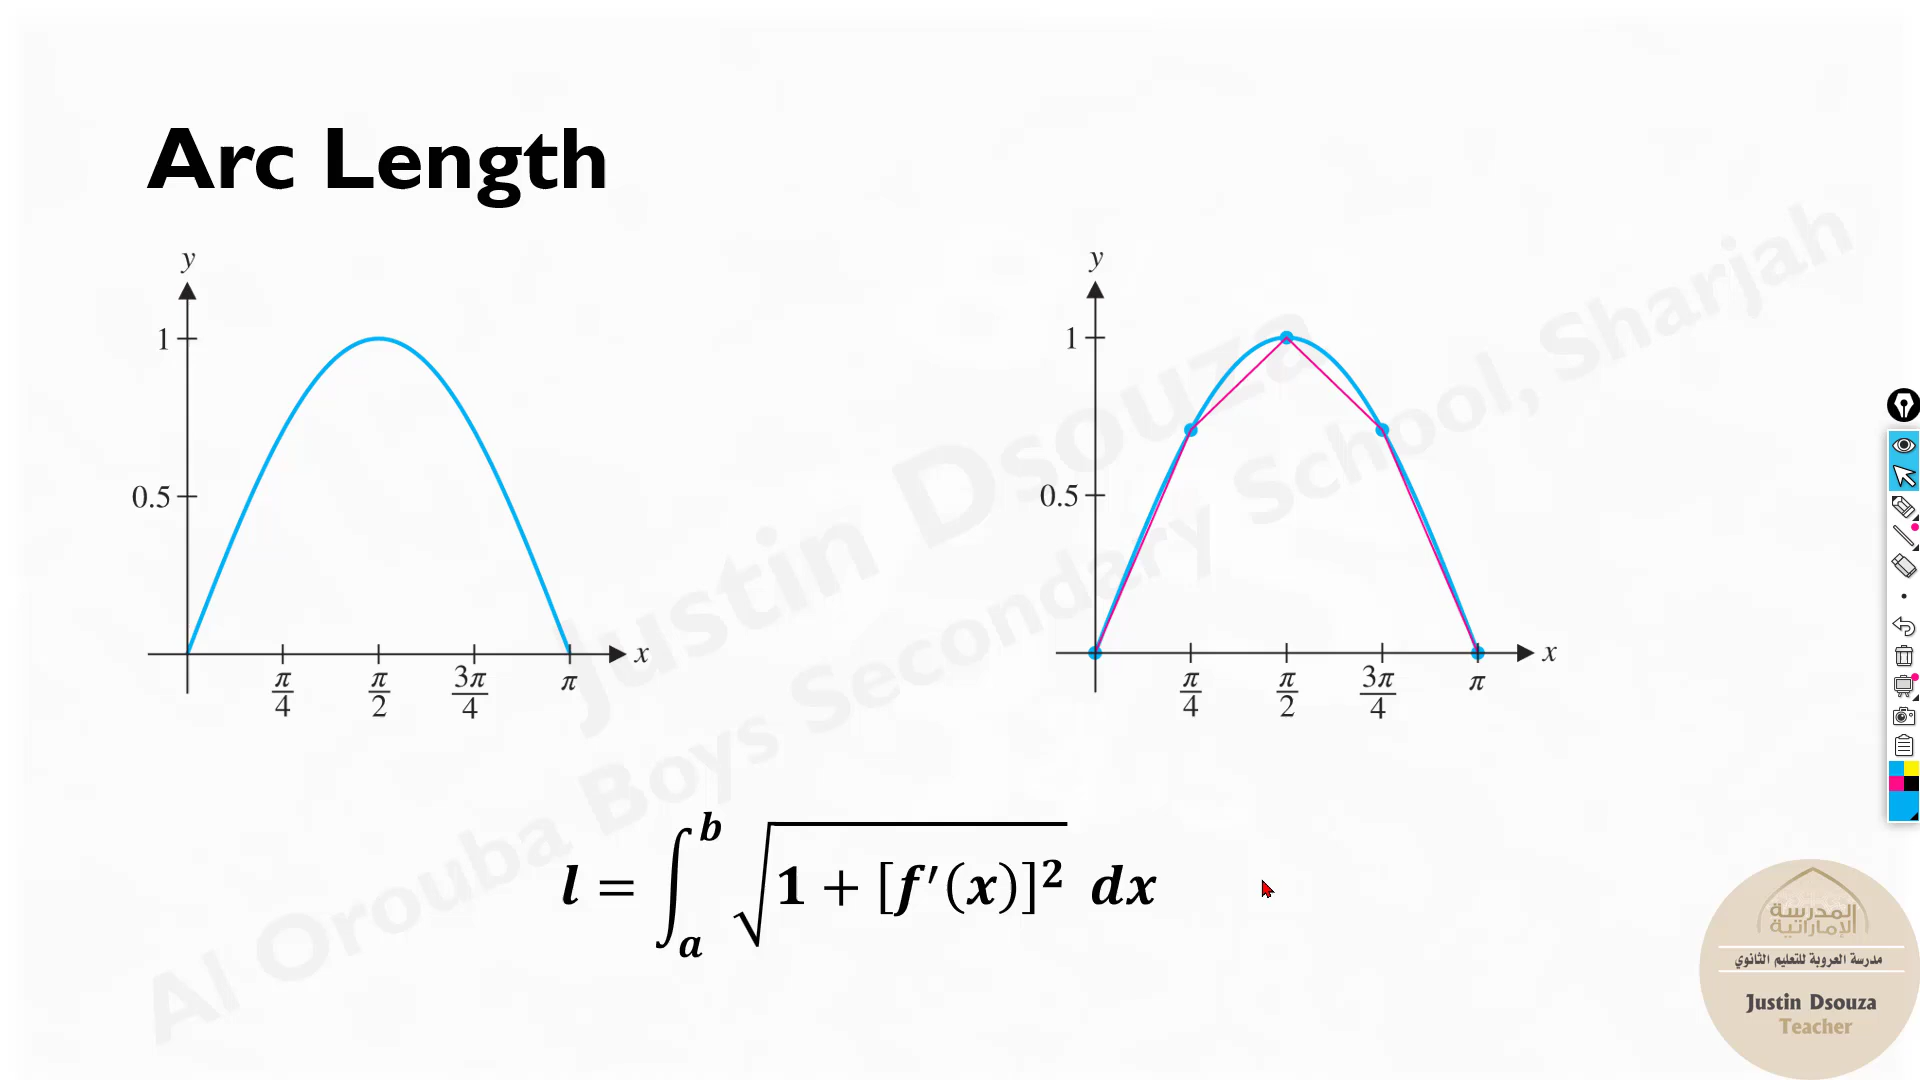 Arc Length
y
1
0.5
π/4
π/2
3π/4
π
x
y
1
0.5
π/4
π/2
3π/4
π
x
l = ∫_a^b √(1 + [f′(x)]²) dx
Justin Dsouza
Al Orouba Boys Secondary School, Sharjah
المدرسة
الإماراتية
مدرسة العروبة للتعليم الثانوي
Justin Dsouza
Teacher